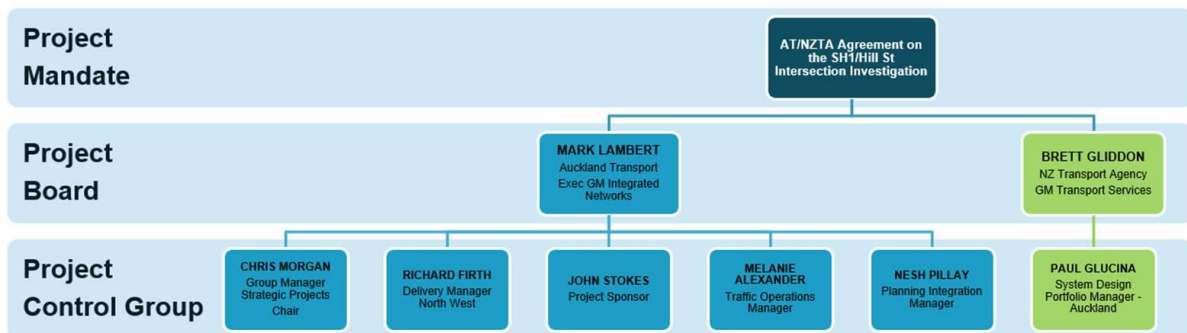 Project
Mandate
AT/NZTA Agreement on
the SH1/Hill St
Intersection Investigation
Project
Board
MARK LAMBERT
Auckland Transport
Exec GM Integrated
Networks
BRETT GLIDDON
NZ Transport Agency
GM Transport Services
Project
Control Group
CHRIS MORGAN
Group Manager
Strategic Projects
Chair
RICHARD FIRTH
Delivery Manager
North West
JOHN STOKES
Project Sponsor
MELANIE
ALEXANDER
Traffic Operations
Manager
NESH PILLAY
Planning Integration
Manager
PAUL GLUCINA
System Design
Portfolio Manager -
Auckland